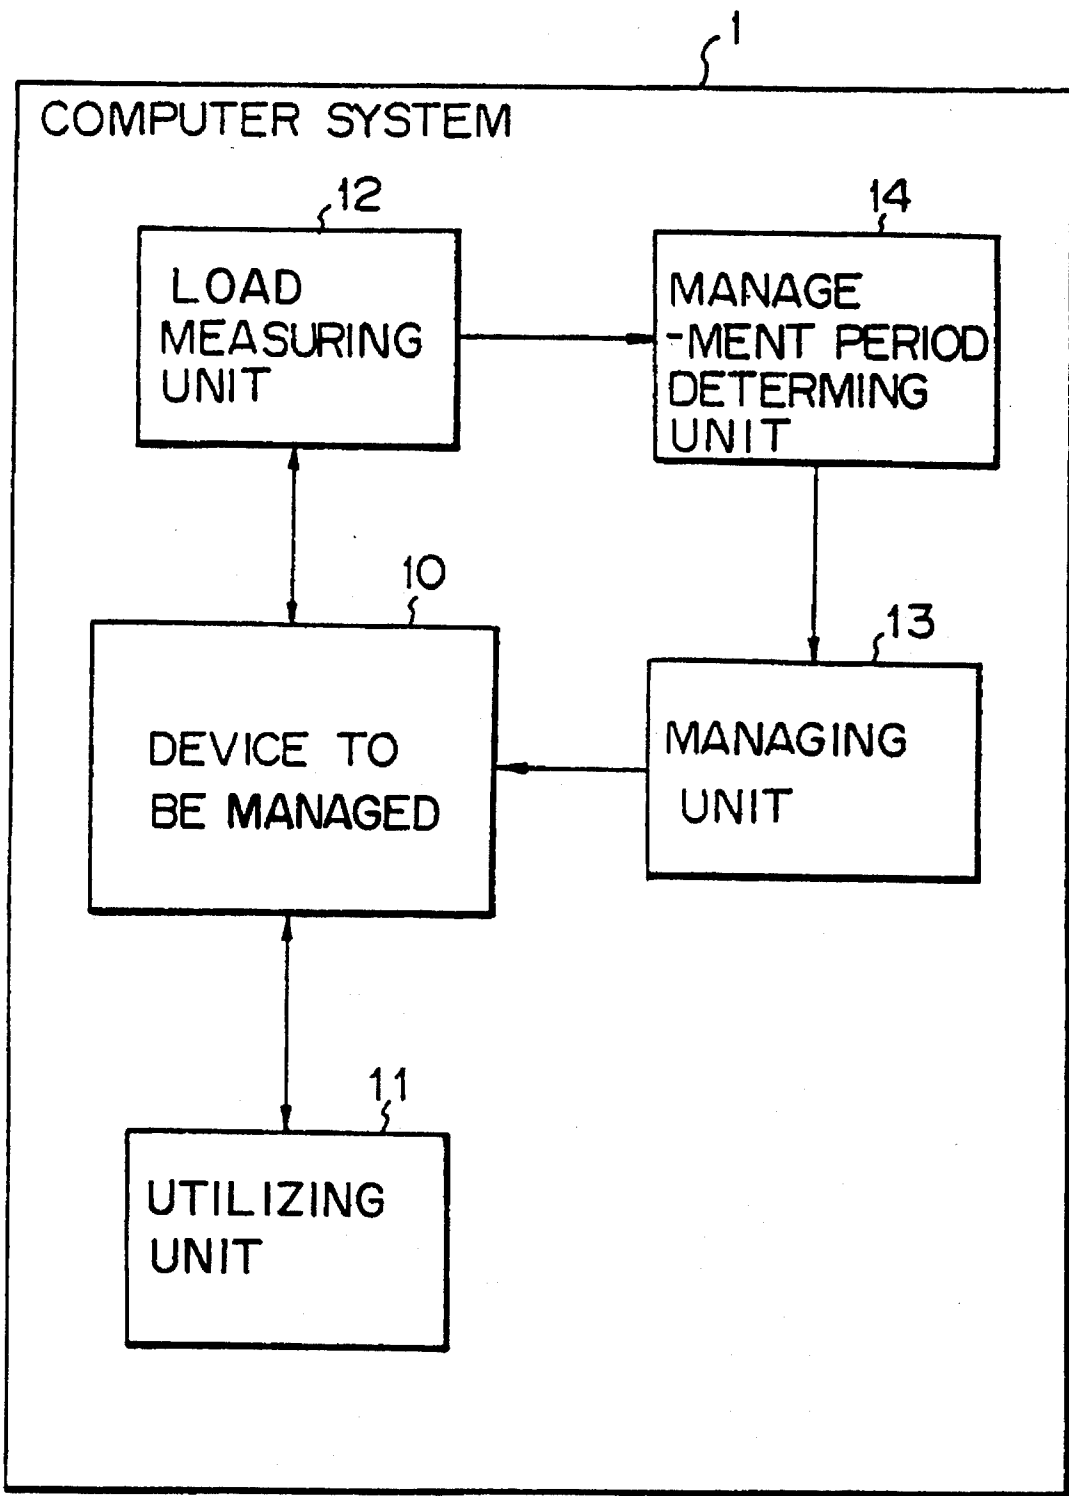 1
COMPUTER SYSTEM
12
LOAD
MEASURING
UNIT
14
MANAGE
-MENT PERIOD
DETERMING
UNIT
10
DEVICE TO
BE MANAGED
13
MANAGING
UNIT
11
UTILIZING
UNIT